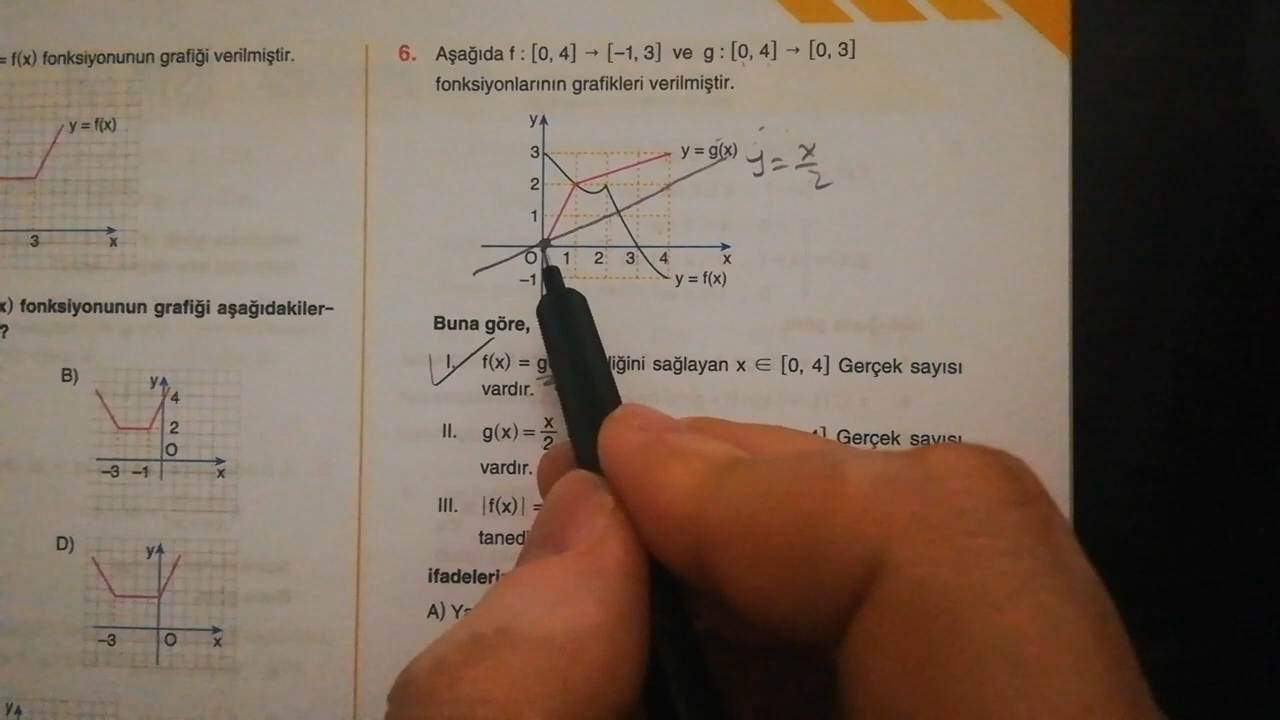 = f(x) fonksiyonunun grafiği verilmiştir.
y = f(x)
3
x
x) fonksiyonunun grafiği aşağıdakiler–
?
B)
y
4
2
O
–3 –1
x
D)
y
–3
O
x
y
6. Aşağıda f : [0, 4] → [–1, 3] ve g : [0, 4] → [0, 3]
fonksiyonlarının grafikleri verilmiştir.
y
3
2
1
O
1 2 3 4
x
–1
y = g(x)
y = x/2
y = f(x)
Buna göre,
I. f(x) = g sağlayan x ∈ [0, 4] Gerçek sayısı
vardır.
II. g(x) = x/2 Gerçek sayısı
vardır.
III. |f(x)| =
ifadeleri
A)